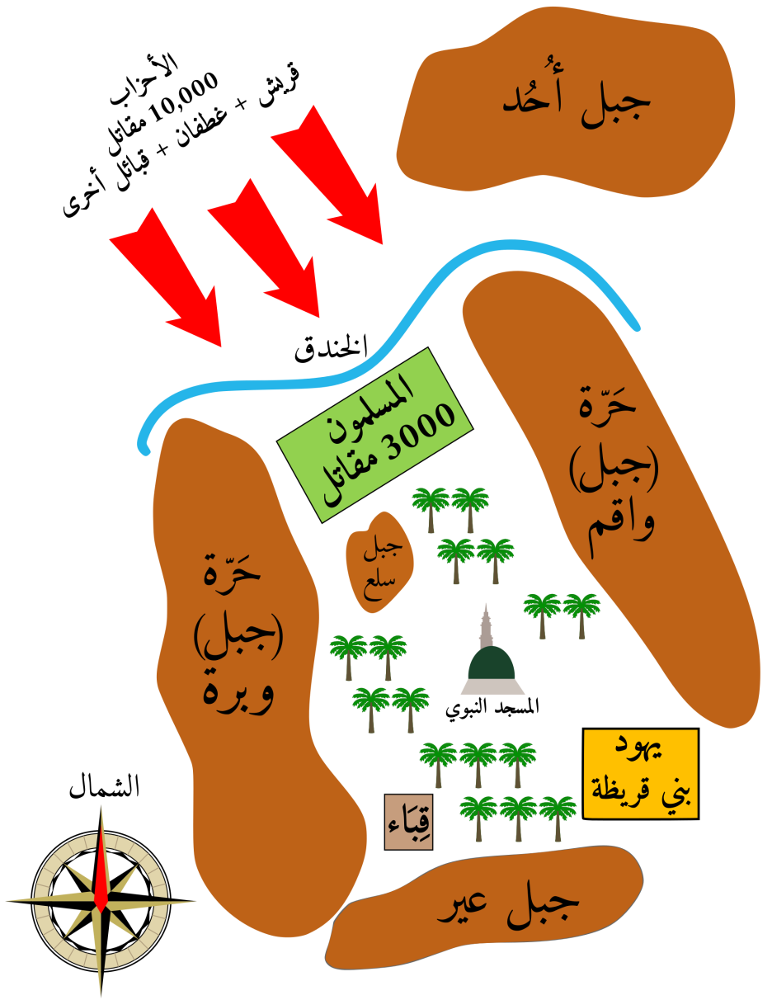 جبل أُحُد
الأحزاب
10,000 مقاتل
قريش + غطفان + قبائل أخرى
الخندق
المسلمون
3000 مقاتل
حَرّة
(جبل)
واقم
جبل
سلع
حَرّة
(جبل)
وبرة
المسجد النبوي
يهود
بني قريظة
الشمال
قِبَاء
جبل عير